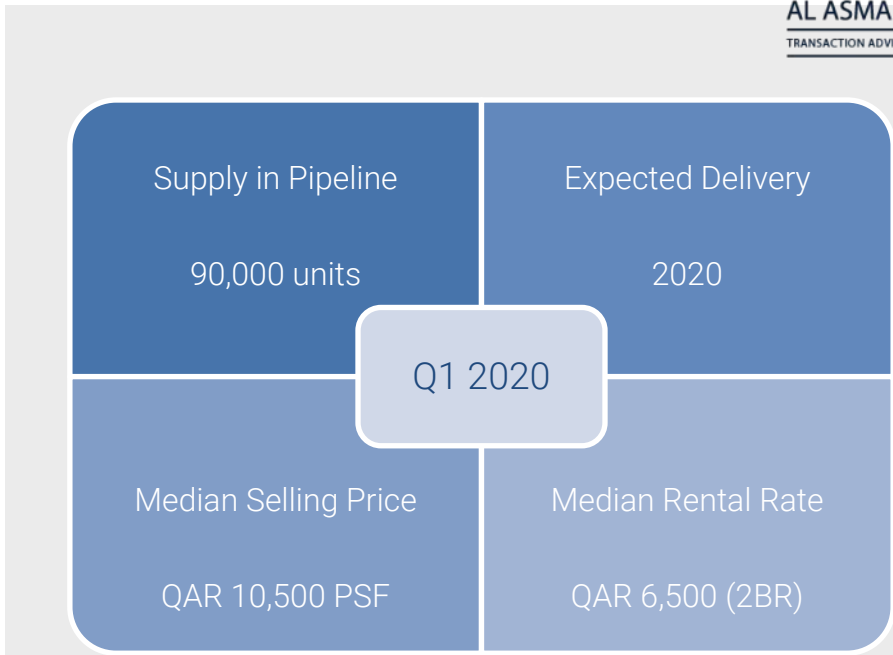 AL ASMA
TRANSACTION ADVI
Supply in Pipeline
90,000 units
Expected Delivery
2020
Q1 2020
Median Selling Price
QAR 10,500 PSF
Median Rental Rate
QAR 6,500 (2BR)